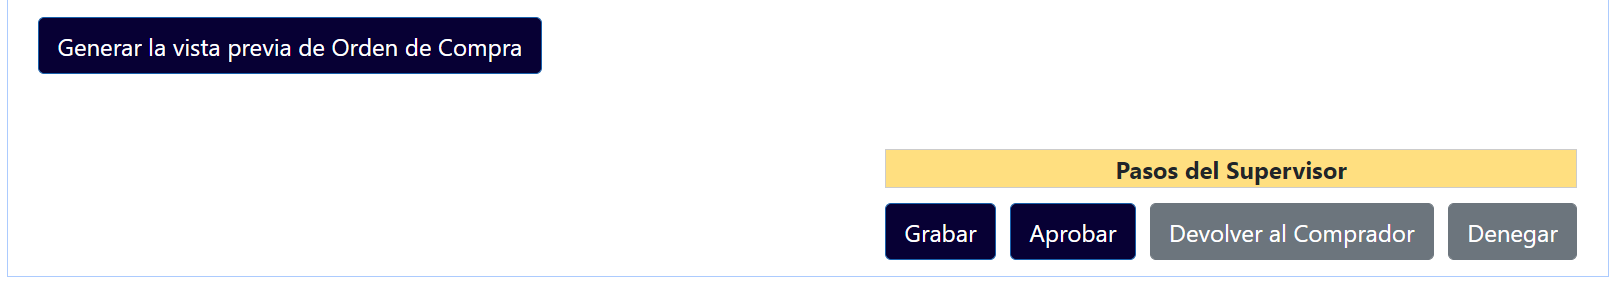 Generar la vista previa de Orden de Compra
Pasos del Supervisor
Grabar Aprobar Devolver al Comprador Denegar